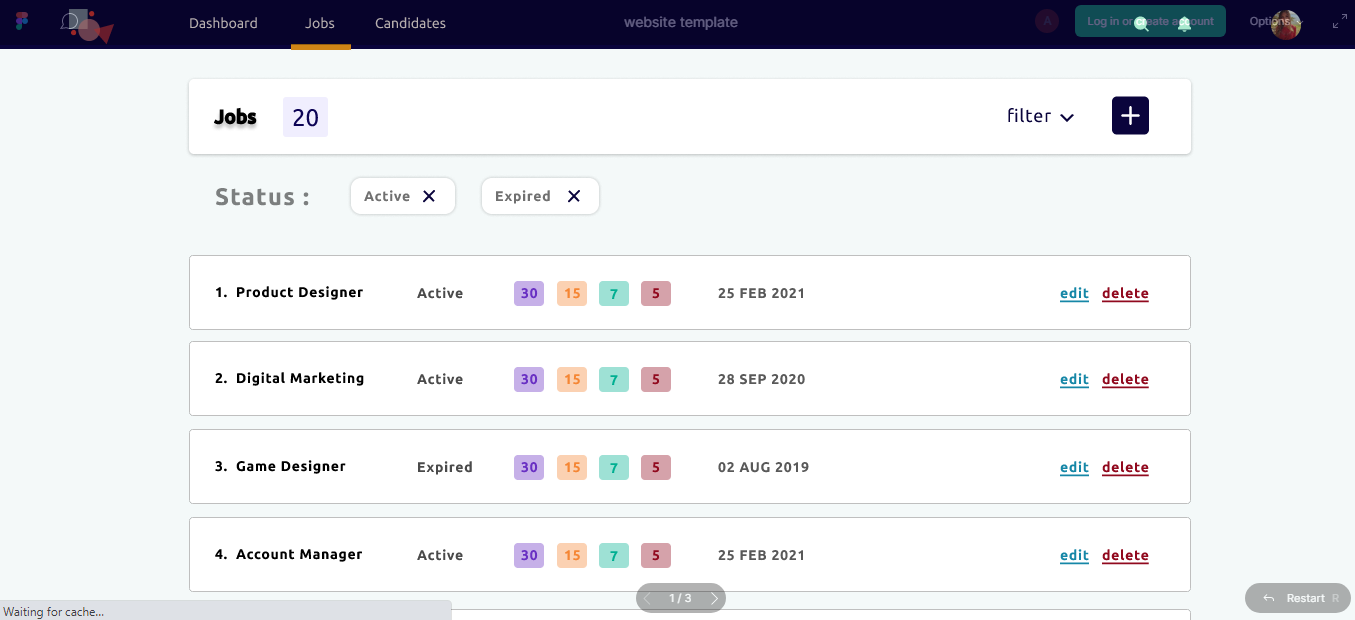 Dashboard Jobs Candidates website template A Log in or create account Options
Jobs 20 filter
Status : Active Expired
1. Product Designer Active 30 15 7 5 25 FEB 2021 edit delete
2. Digital Marketing Active 30 15 7 5 28 SEP 2020 edit delete
3. Game Designer Expired 30 15 7 5 02 AUG 2019 edit delete
4. Account Manager Active 30 15 7 5 25 FEB 2021 edit delete
1 / 3 Restart R
Waiting for cache...